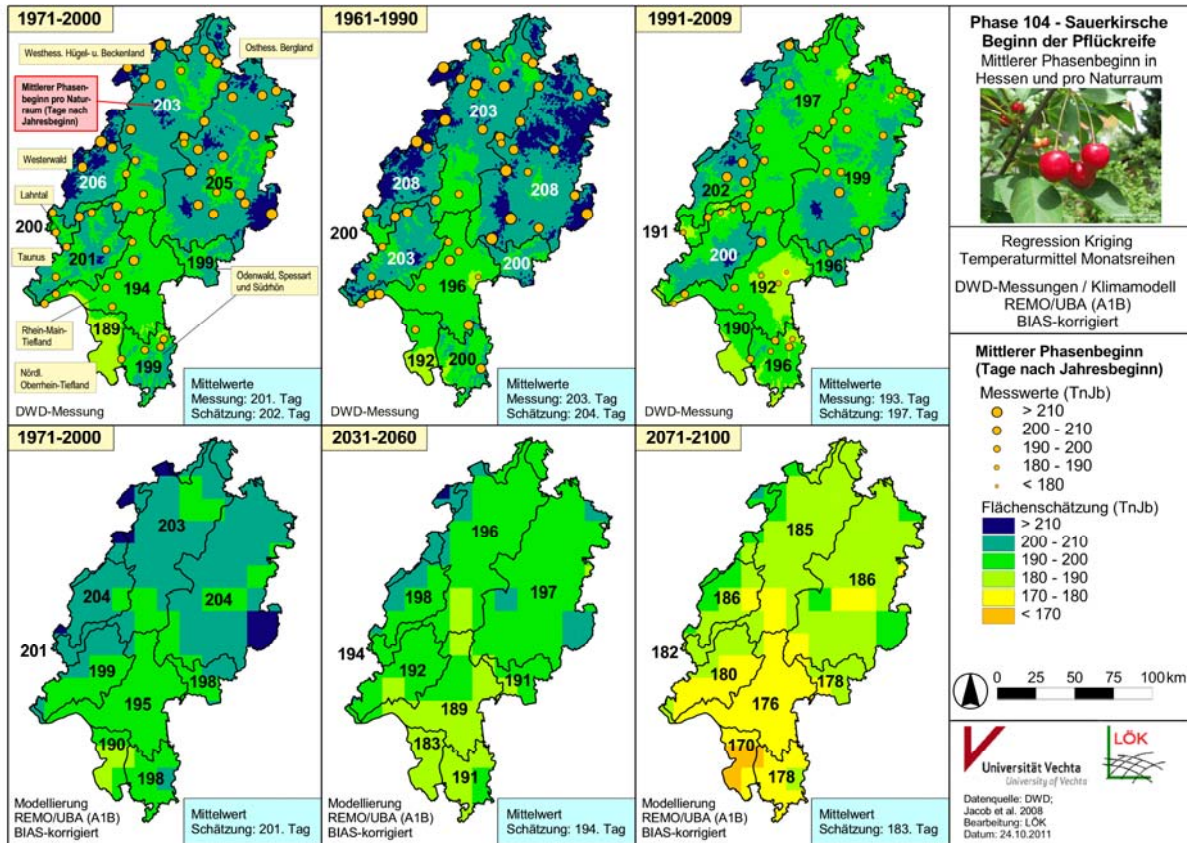 1971-2000
Westhess. Hügel- u. Beckenland
Osthess. Bergland
Mittlerer Phasen-
beginn pro Natur-
raum (Tage nach
Jahresbeginn)
203
Westerwald
206
205
Lahntal
200
Taunus
201
199
194
Odenwald, Spessart
und Südrhön
Rhein-Main-
Tiefland
189
199
Nördl.
Oberrhein-Tiefland
DWD-Messung
Mittelwerte
Messung: 201. Tag
Schätzung: 202. Tag
1961-1990
203
208
208
200
203
200
196
192
200
DWD-Messung
Mittelwerte
Messung: 203. Tag
Schätzung: 204. Tag
1991-2009
197
199
202
191
200
196
192
190
196
DWD-Messung
Mittelwerte
Messung: 193. Tag
Schätzung: 197. Tag
1971-2000
203
204
204
201
199
198
195
190
198
Modellierung
REMO/UBA (A1B)
BIAS-korrigiert
Mittelwert
Schätzung: 201. Tag
2031-2060
196
198
197
194
192
191
189
183
191
Modellierung
REMO/UBA (A1B)
BIAS-korrigiert
Mittelwert
Schätzung: 194. Tag
2071-2100
185
186
186
182
180
178
176
170
178
Modellierung
REMO/UBA (A1B)
BIAS-korrigiert
Mittelwert
Schätzung: 183. Tag
Phase 104 - Sauerkirsche
Beginn der Pflückreife
Mittlerer Phasenbeginn in
Hessen und pro Naturraum
Regression Kriging
Temperaturmittel Monatsreihen
DWD-Messungen / Klimamodell
REMO/UBA (A1B)
BIAS-korrigiert
Mittlerer Phasenbeginn
(Tage nach Jahresbeginn)
Messwerte (TnJb)
> 210
200 - 210
190 - 200
180 - 190
< 180
Flächenschätzung (TnJb)
> 210
200 - 210
190 - 200
180 - 190
170 - 180
< 170
0 25 50 75 100 km
Universität Vechta
University of Vechta
LÖK
Datenquelle: DWD;
Jacob et al. 2008
Bearbeitung: LÖK
Datum: 24.10.2011